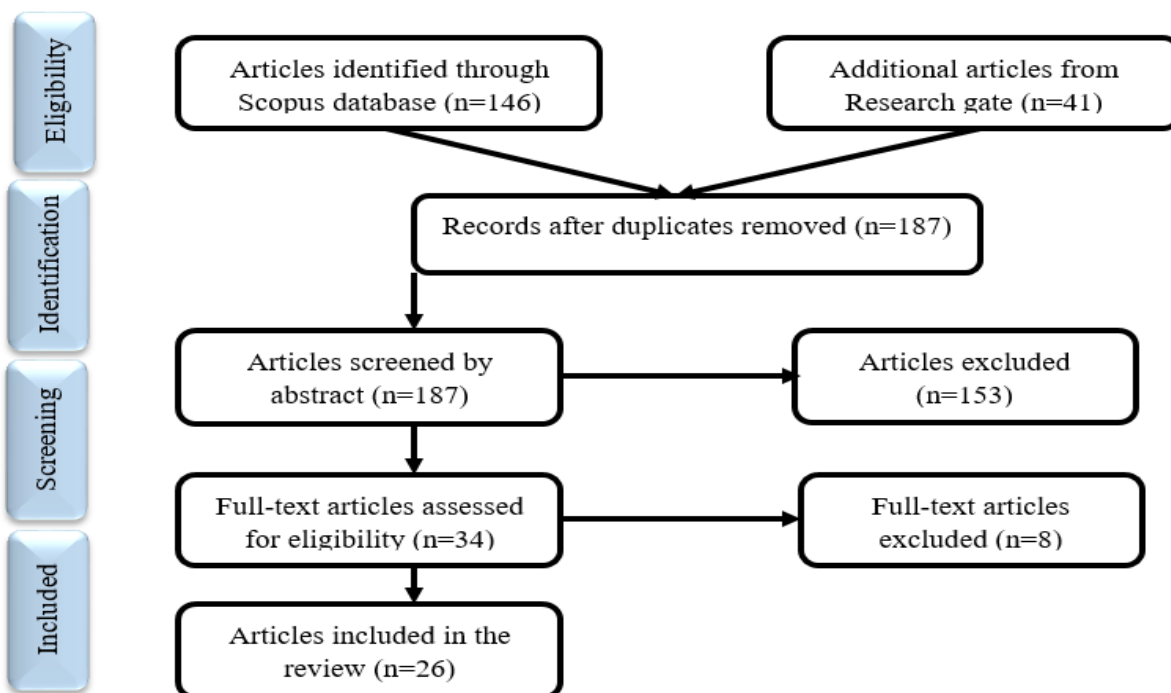 Eligibility
Articles identified through
Scopus database (n=146)
Additional articles from
Research gate (n=41)
Identification
Records after duplicates removed (n=187)
Screening
Articles screened by
abstract (n=187)
Articles excluded
(n=153)
Full-text articles assessed
for eligibility (n=34)
Full-text articles
excluded (n=8)
Included
Articles included in the
review (n=26)